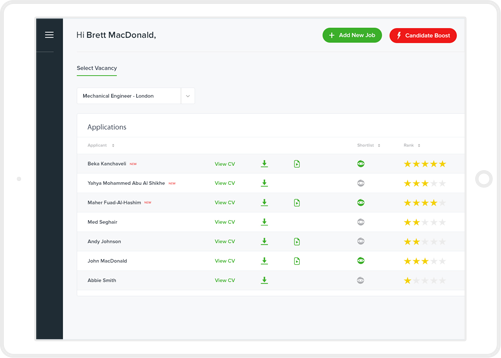 Hi Brett MacDonald,
+ Add New Job
Candidate Boost
Select Vacancy
Mechanical Engineer - London
Applications
Applicant
Shortlist
Rank
Beka Kanchaveli NEW View CV
Yahya Mohammed Abu Al Shikhe NEW View CV
Maher Fuad-Al-Hashim NEW View CV
Med Seghair View CV
Andy Johnson View CV
John MacDonald View CV
Abbie Smith View CV